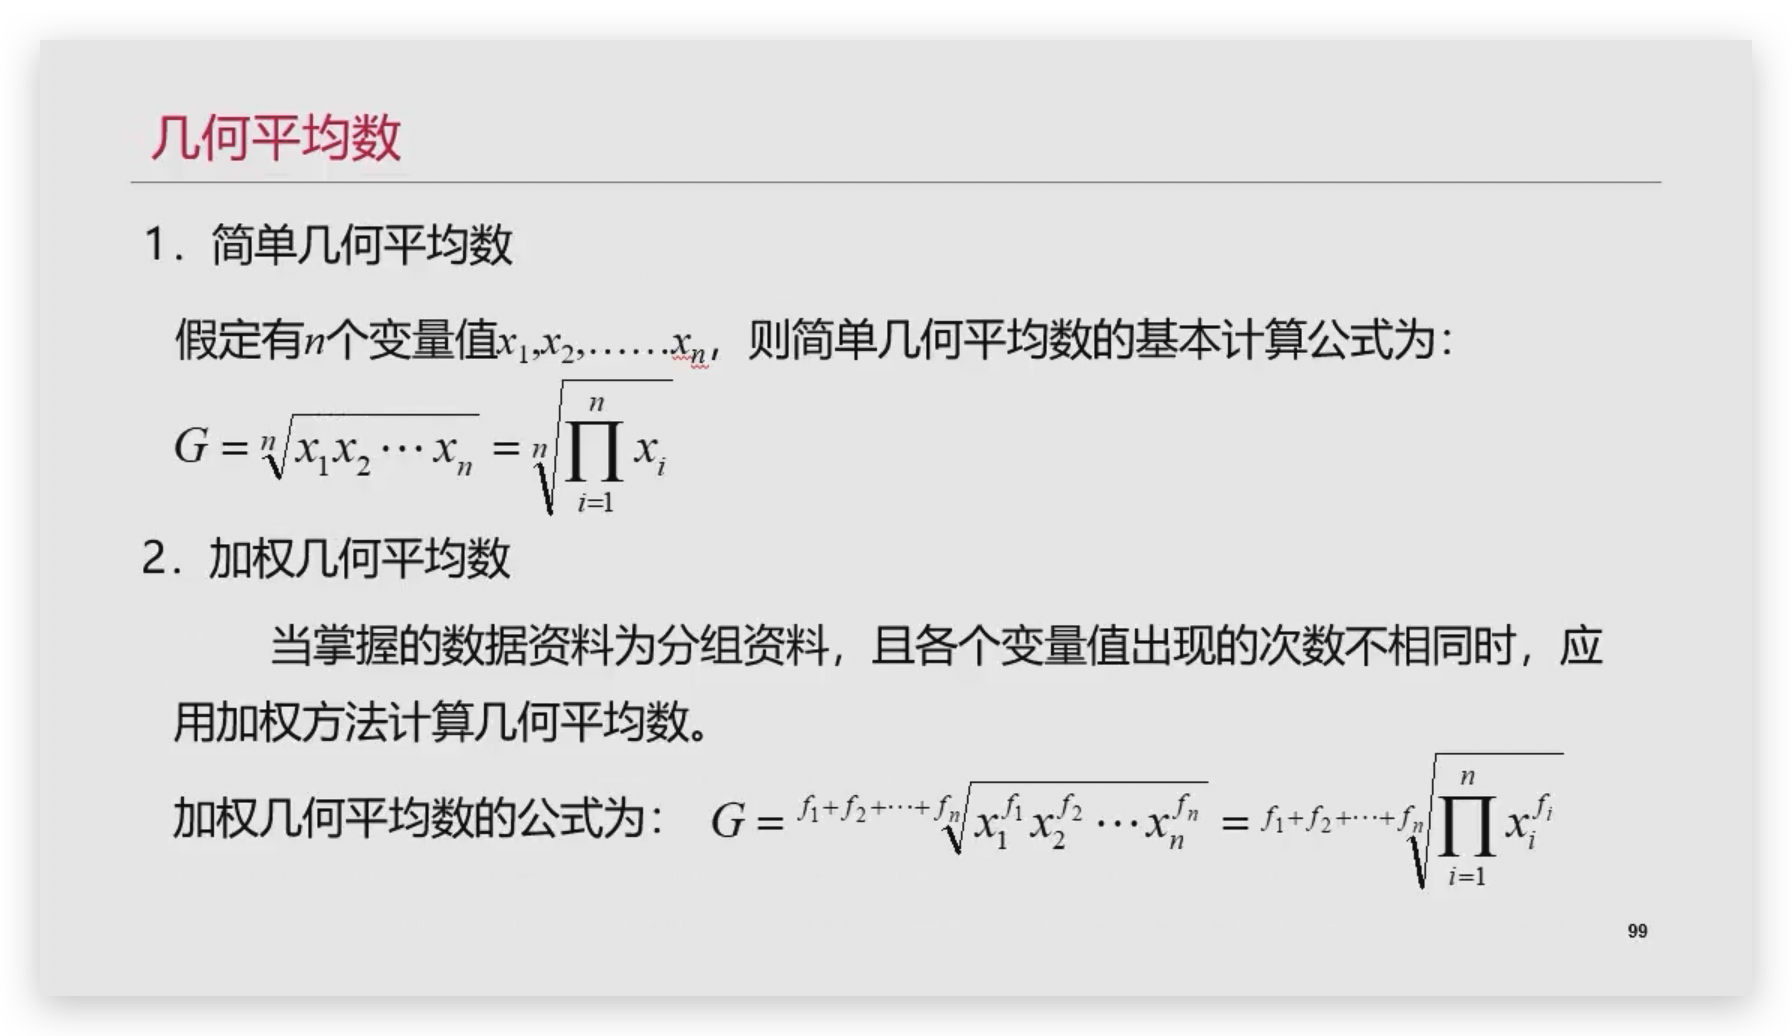 几何平均数
1. 简单几何平均数
假定有n个变量值x₁,x₂,……xₙ, 则简单几何平均数的基本计算公式为：
$G = \sqrt[n]{x_1 x_2 \cdots x_n} = \sqrt[n]{\prod_{i=1}^{n} x_i}$
2. 加权几何平均数
当掌握的数据资料为分组资料，且各个变量值出现的次数不相同时，应
用加权方法计算几何平均数。
加权几何平均数的公式为： $G = \sqrt[f_1+f_2+\cdots+f_n]{x_1^{f_1} x_2^{f_2} \cdots x_n^{f_n}} = \sqrt[f_1+f_2+\cdots+f_n]{\prod_{i=1}^{n} x_i^{f_i}}$
99